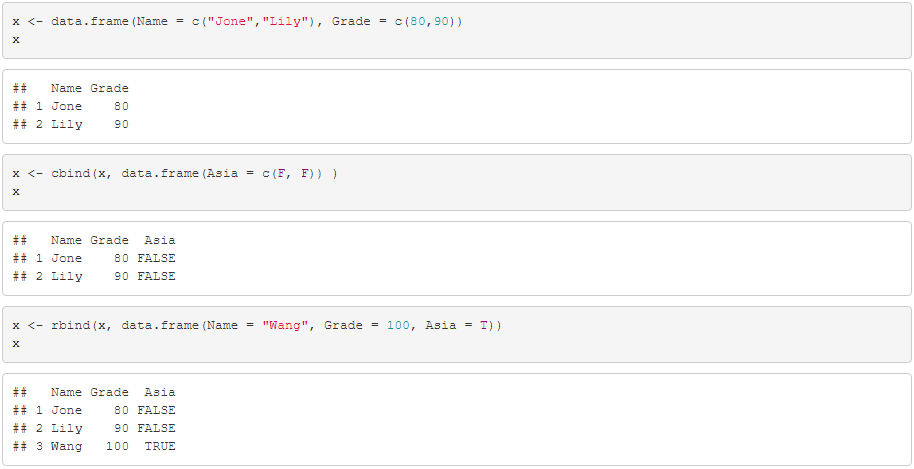 x <- data.frame(Name = c("Jone","Lily"), Grade = c(80,90))
x
##   Name Grade
## 1 Jone    80
## 2 Lily    90
x <- cbind(x, data.frame(Asia = c(F, F)) )
x
##   Name Grade  Asia
## 1 Jone    80 FALSE
## 2 Lily    90 FALSE
x <- rbind(x, data.frame(Name = "Wang", Grade = 100, Asia = T))
x
##   Name Grade  Asia
## 1 Jone    80 FALSE
## 2 Lily    90 FALSE
## 3 Wang   100  TRUE